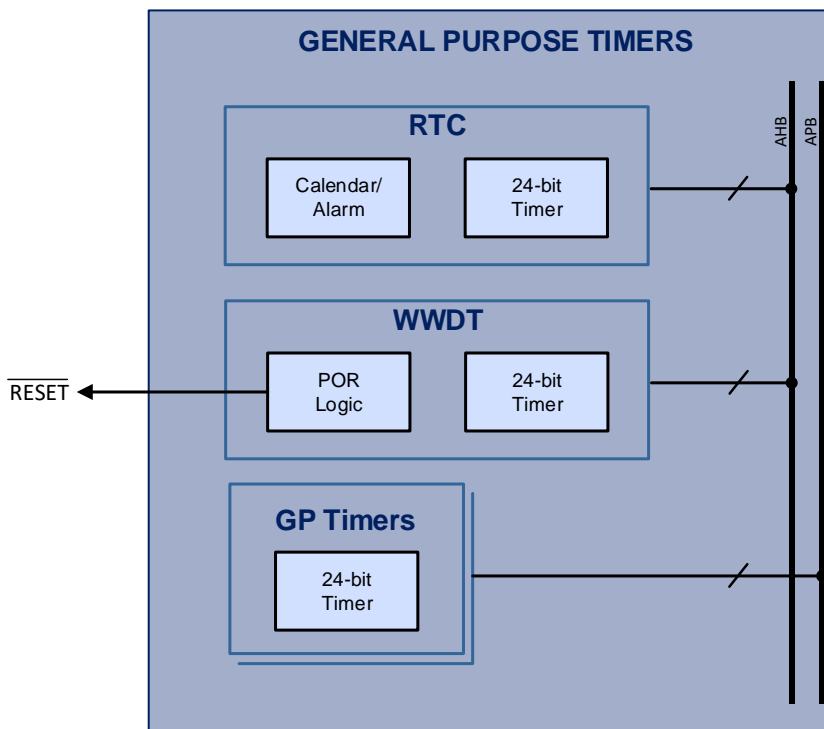 GENERAL PURPOSE TIMERS
AHB
APB
RTC
Calendar/
Alarm
24-bit
Timer
WWDT
RESET
POR
Logic
24-bit
Timer
GP Timers
24-bit
Timer